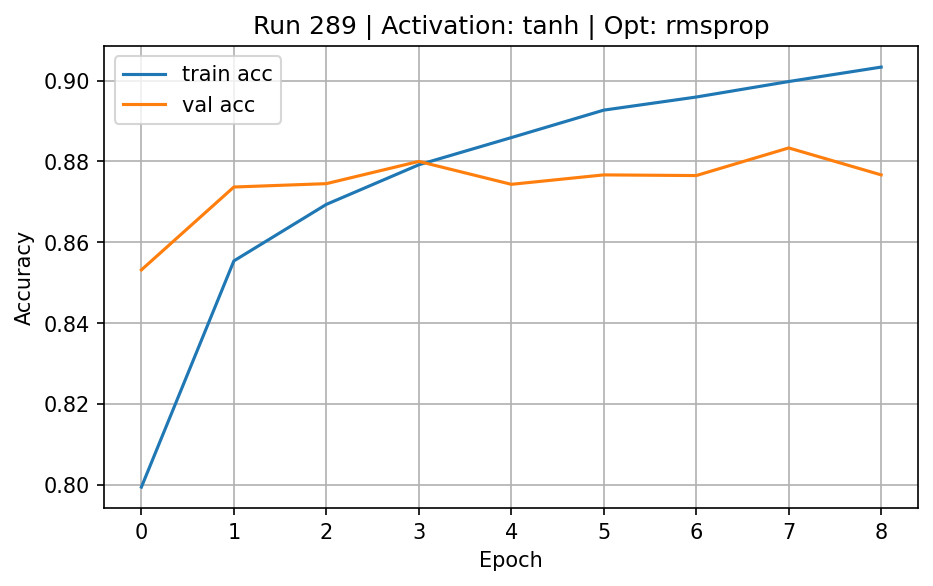 Run 289 | Activation: tanh | Opt: rmsprop
train acc
val acc
0.90
0.88
0.86
0.84
0.82
0.80
Accuracy
0 1 2 3 4 5 6 7 8
Epoch